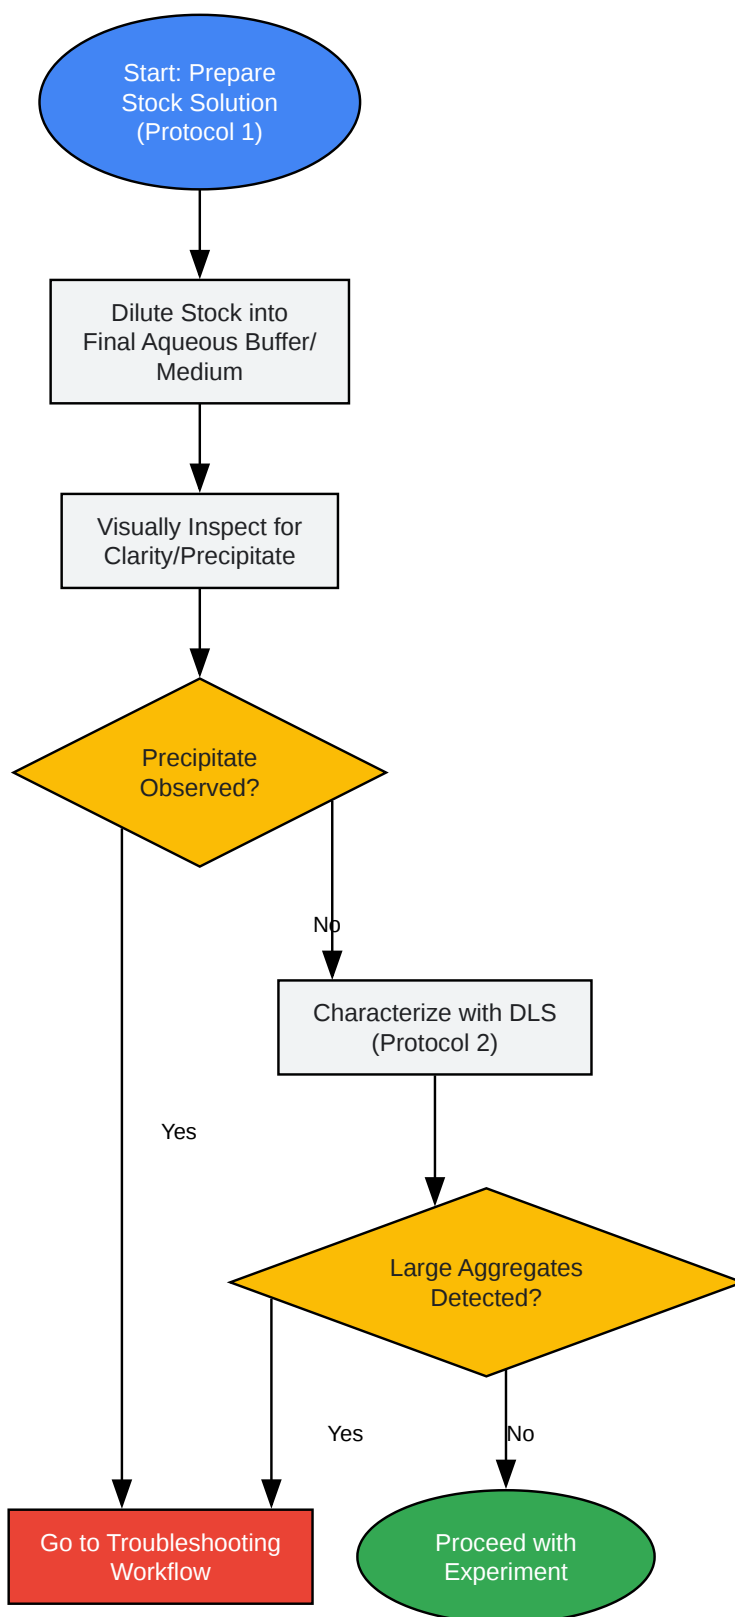 Start: Prepare
Stock Solution
(Protocol 1)
Dilute Stock into
Final Aqueous Buffer/
Medium
Visually Inspect for
Clarity/Precipitate
Precipitate
Observed?
No
Characterize with DLS
(Protocol 2)
Yes
Large Aggregates
Detected?
Yes
No
Go to Troubleshooting
Workflow
Proceed with
Experiment